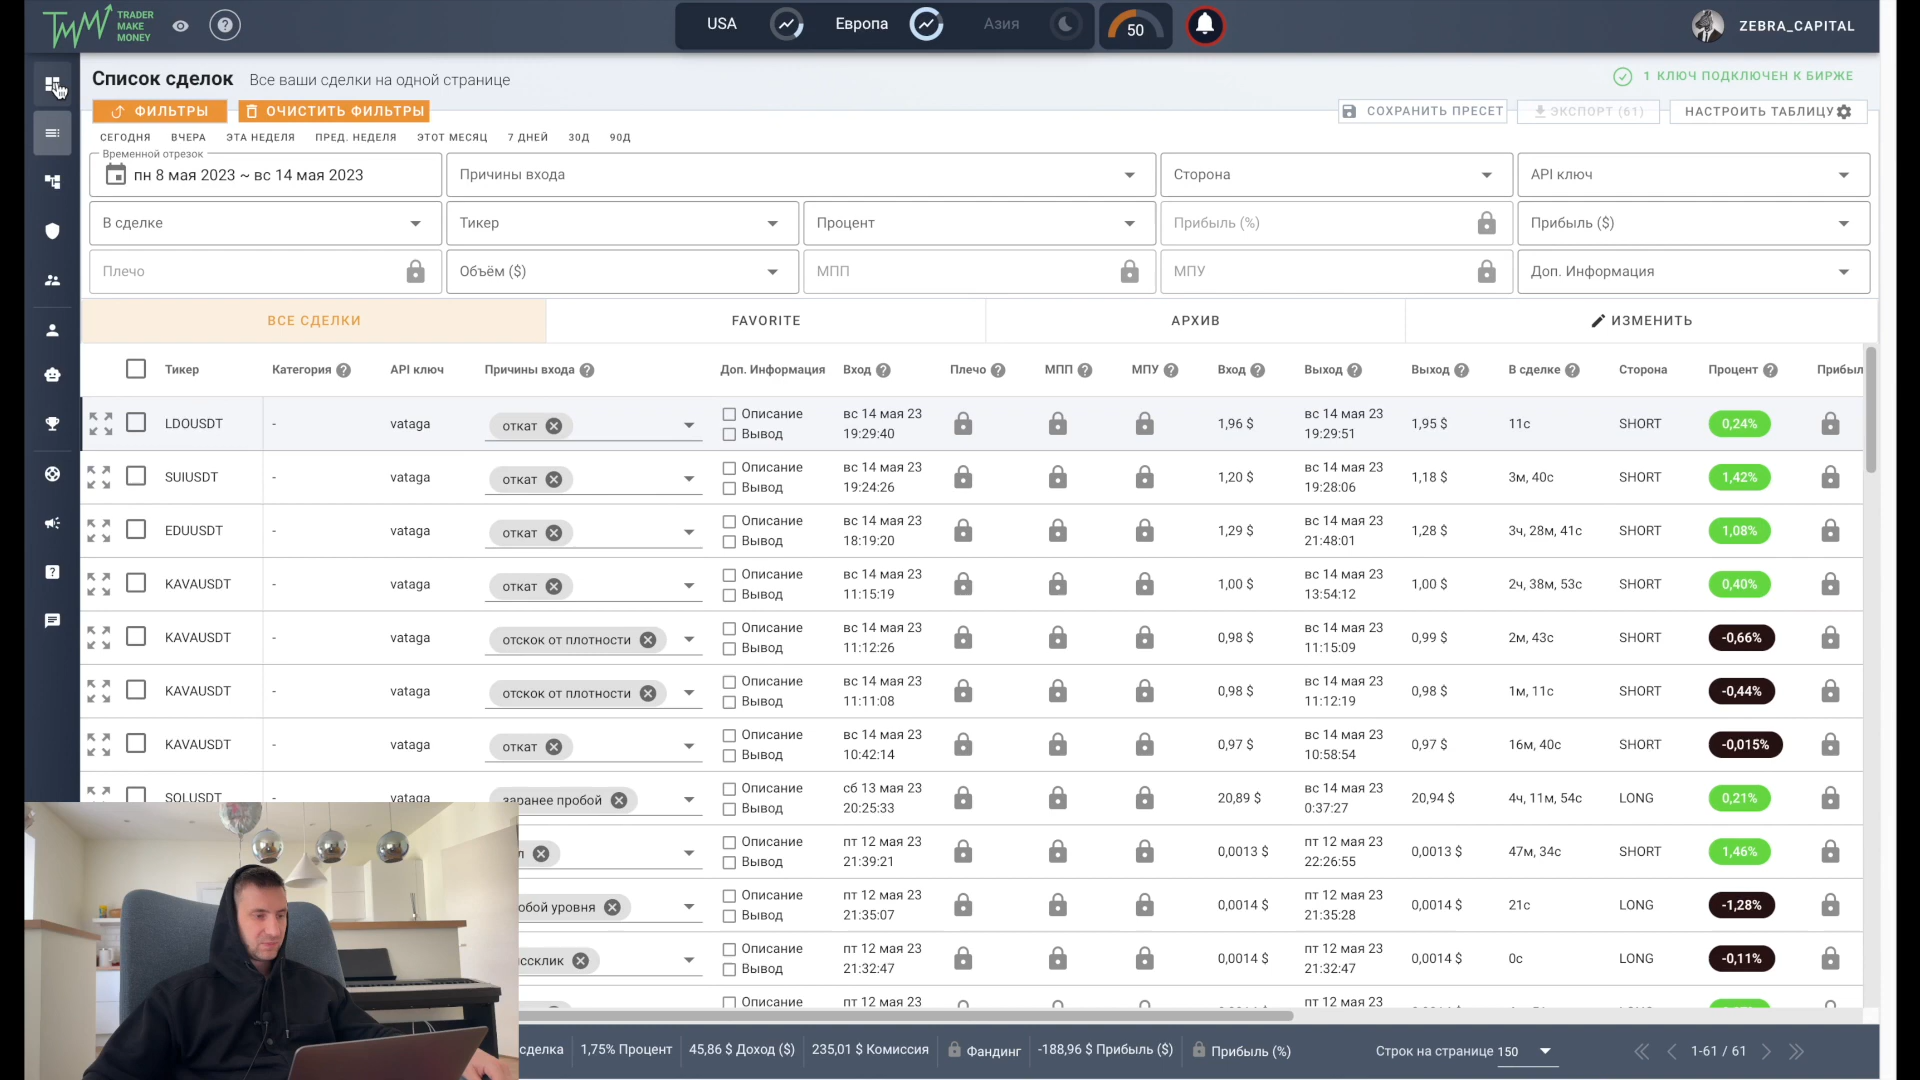 TRADER
MAKE
MONEY
USA
Европа
Азия
50
ZEBRA_CAPITAL
Список сделок Все ваши сделки на одной странице
1 КЛЮЧ ПОДКЛЮЧЕН К БИРЖЕ
ФИЛЬТРЫ ОЧИСТИТЬ ФИЛЬТРЫ СОХРАНИТЬ ПРЕСЕТ ЭКСПОРТ (61) НАСТРОИТЬ ТАБЛИЦУ
СЕГОДНЯ ВЧЕРА ЭТА НЕДЕЛЯ ПРЕД. НЕДЕЛЯ ЭТОТ МЕСЯЦ 7 ДНЕЙ 30Д 90Д
Временной отрезок
пн 8 мая 2023 ~ вс 14 мая 2023 Причины входа Сторона API ключ
В сделке Тикер Процент Прибыль (%) Прибыль ($)
Плечо Объём ($) МПП МПУ Доп. Информация
ВСЕ СДЕЛКИ FAVORITE АРХИВ ИЗМЕНИТЬ
Тикер Категория API ключ Причины входа Доп. Информация Вход Плечо МПП МПУ Вход Выход Выход В сделке Сторона Процент Прибыл
LDOUSDT - vataga откат Описание Вывод вс 14 мая 23 19:29:40 1,96 $ вс 14 мая 23 19:29:51 1,95 $ 11с SHORT 0,24%
SUIUSDT - vataga откат Описание Вывод вс 14 мая 23 19:24:26 1,20 $ вс 14 мая 23 19:28:06 1,18 $ 3м, 40с SHORT 1,42%
EDUUSDT - vataga откат Описание Вывод вс 14 мая 23 18:19:20 1,29 $ вс 14 мая 23 21:48:01 1,28 $ 3ч, 28м, 41с SHORT 1,08%
KAVAUSDT - vataga откат Описание Вывод вс 14 мая 23 11:15:19 1,00 $ вс 14 мая 23 13:54:12 1,00 $ 2ч, 38м, 53с SHORT 0,40%
KAVAUSDT - vataga отскок от плотности Описание Вывод вс 14 мая 23 11:12:26 0,98 $ вс 14 мая 23 11:15:09 0,99 $ 2м, 43с SHORT -0,66%
KAVAUSDT - vataga отскок от плотности Описание Вывод вс 14 мая 23 11:11:08 0,98 $ вс 14 мая 23 11:12:19 0,98 $ 1м, 11с SHORT -0,44%
KAVAUSDT - vataga откат Описание Вывод вс 14 мая 23 10:42:14 0,97 $ вс 14 мая 23 10:58:54 0,97 $ 16м, 40с SHORT -0,015%
SOLUSDT - vataga заранее пробой Описание Вывод сб 13 мая 23 20:25:33 20,89 $ вс 14 мая 23 0:37:27 20,94 $ 4ч, 11м, 54с LONG 0,21%
л Описание Вывод пт 12 мая 23 21:39:21 0,0013 $ пт 12 мая 23 22:26:55 0,0013 $ 47м, 34с SHORT 1,46%
обой уровня Описание Вывод пт 12 мая 23 21:35:07 0,0014 $ пт 12 мая 23 21:35:28 0,0014 $ 21с LONG -1,28%
ссклик Описание Вывод пт 12 мая 23 21:32:47 0,0014 $ пт 12 мая 23 21:32:47 0,0014 $ 0с LONG -0,11%
Описание пт 12 мая 23 пт 12 мая 23
сделка 1,75% Процент 45,86 $ Доход ($) 235,01 $ Комиссия Фандинг -188,96 $ Прибыль ($) Прибыль (%) Строк на странице 150 1-61 / 61